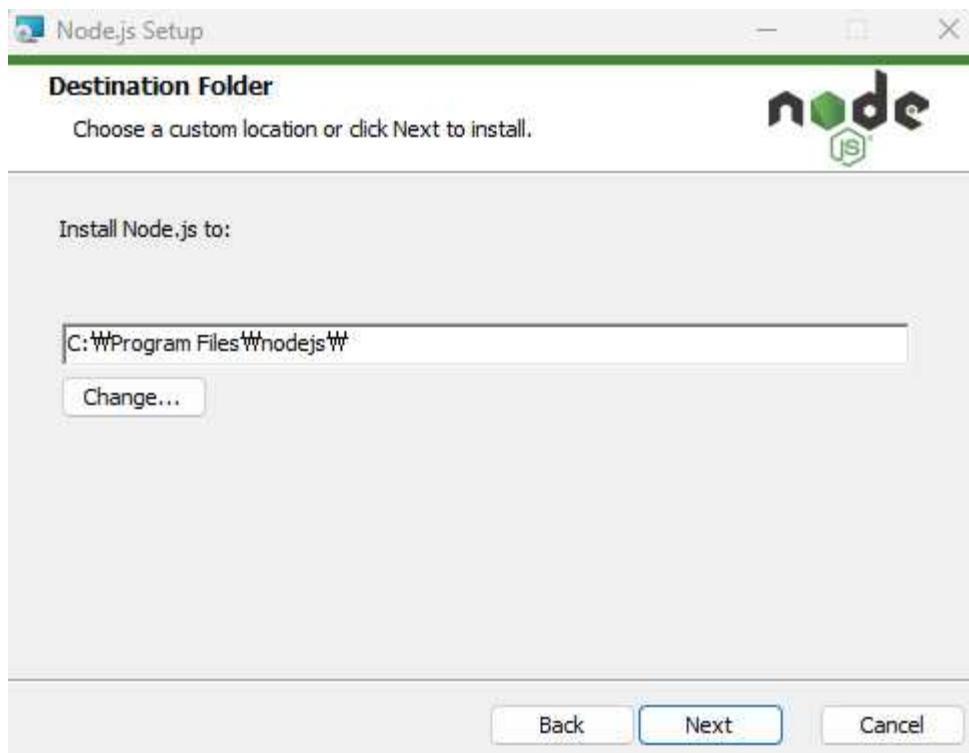 Node.js Setup
Destination Folder
Choose a custom location or click Next to install.
node
JS
Install Node.js to:
C:₩Program Files₩nodejs₩
Change...
Back
Next
Cancel